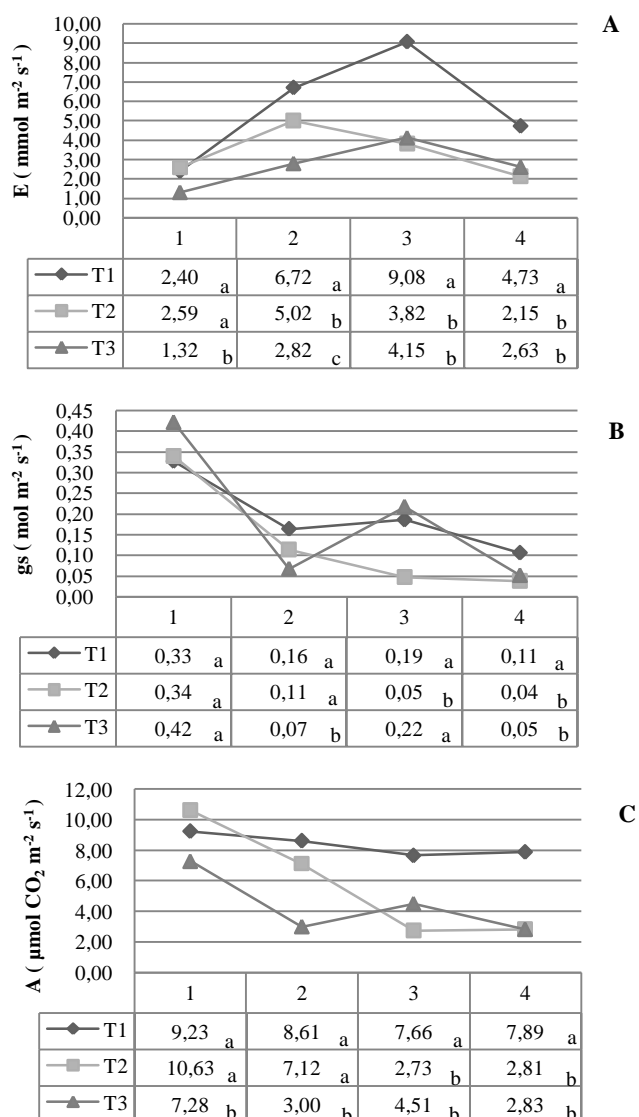 A
E ( mmol m⁻² s⁻¹)
10,00
9,00
8,00
7,00
6,00
5,00
4,00
3,00
2,00
1,00
0,00
1 2 3 4
T1 2,40 a 6,72 a 9,08 a 4,73 a
T2 2,59 a 5,02 b 3,82 b 2,15 b
T3 1,32 b 2,82 c 4,15 b 2,63 b
B
gs ( mol m⁻² s⁻¹)
0,45
0,40
0,35
0,30
0,25
0,20
0,15
0,10
0,05
0,00
1 2 3 4
T1 0,33 a 0,16 a 0,19 a 0,11 a
T2 0,34 a 0,11 a 0,05 b 0,04 b
T3 0,42 a 0,07 b 0,22 a 0,05 b
C
A ( µmol CO₂ m⁻² s⁻¹)
12,00
10,00
8,00
6,00
4,00
2,00
0,00
1 2 3 4
T1 9,23 a 8,61 a 7,66 a 7,89 a
T2 10,63 a 7,12 a 2,73 b 2,81 b
T3 7,28 b 3,00 b 4,51 b 2,83 b